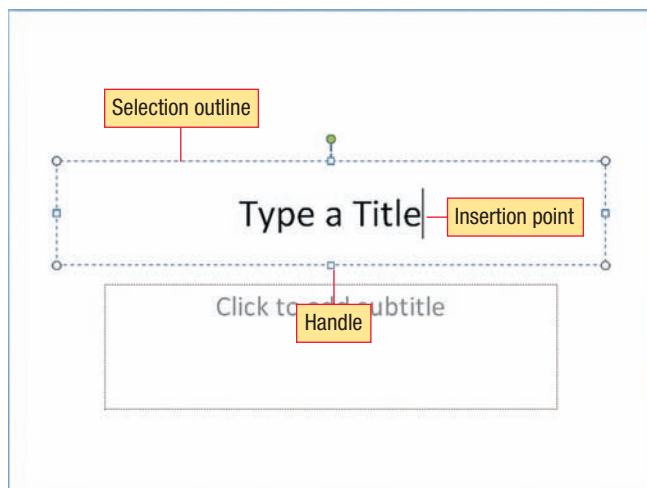 Selection outline
Type a Title
Insertion point
Click to add subtitle
Handle